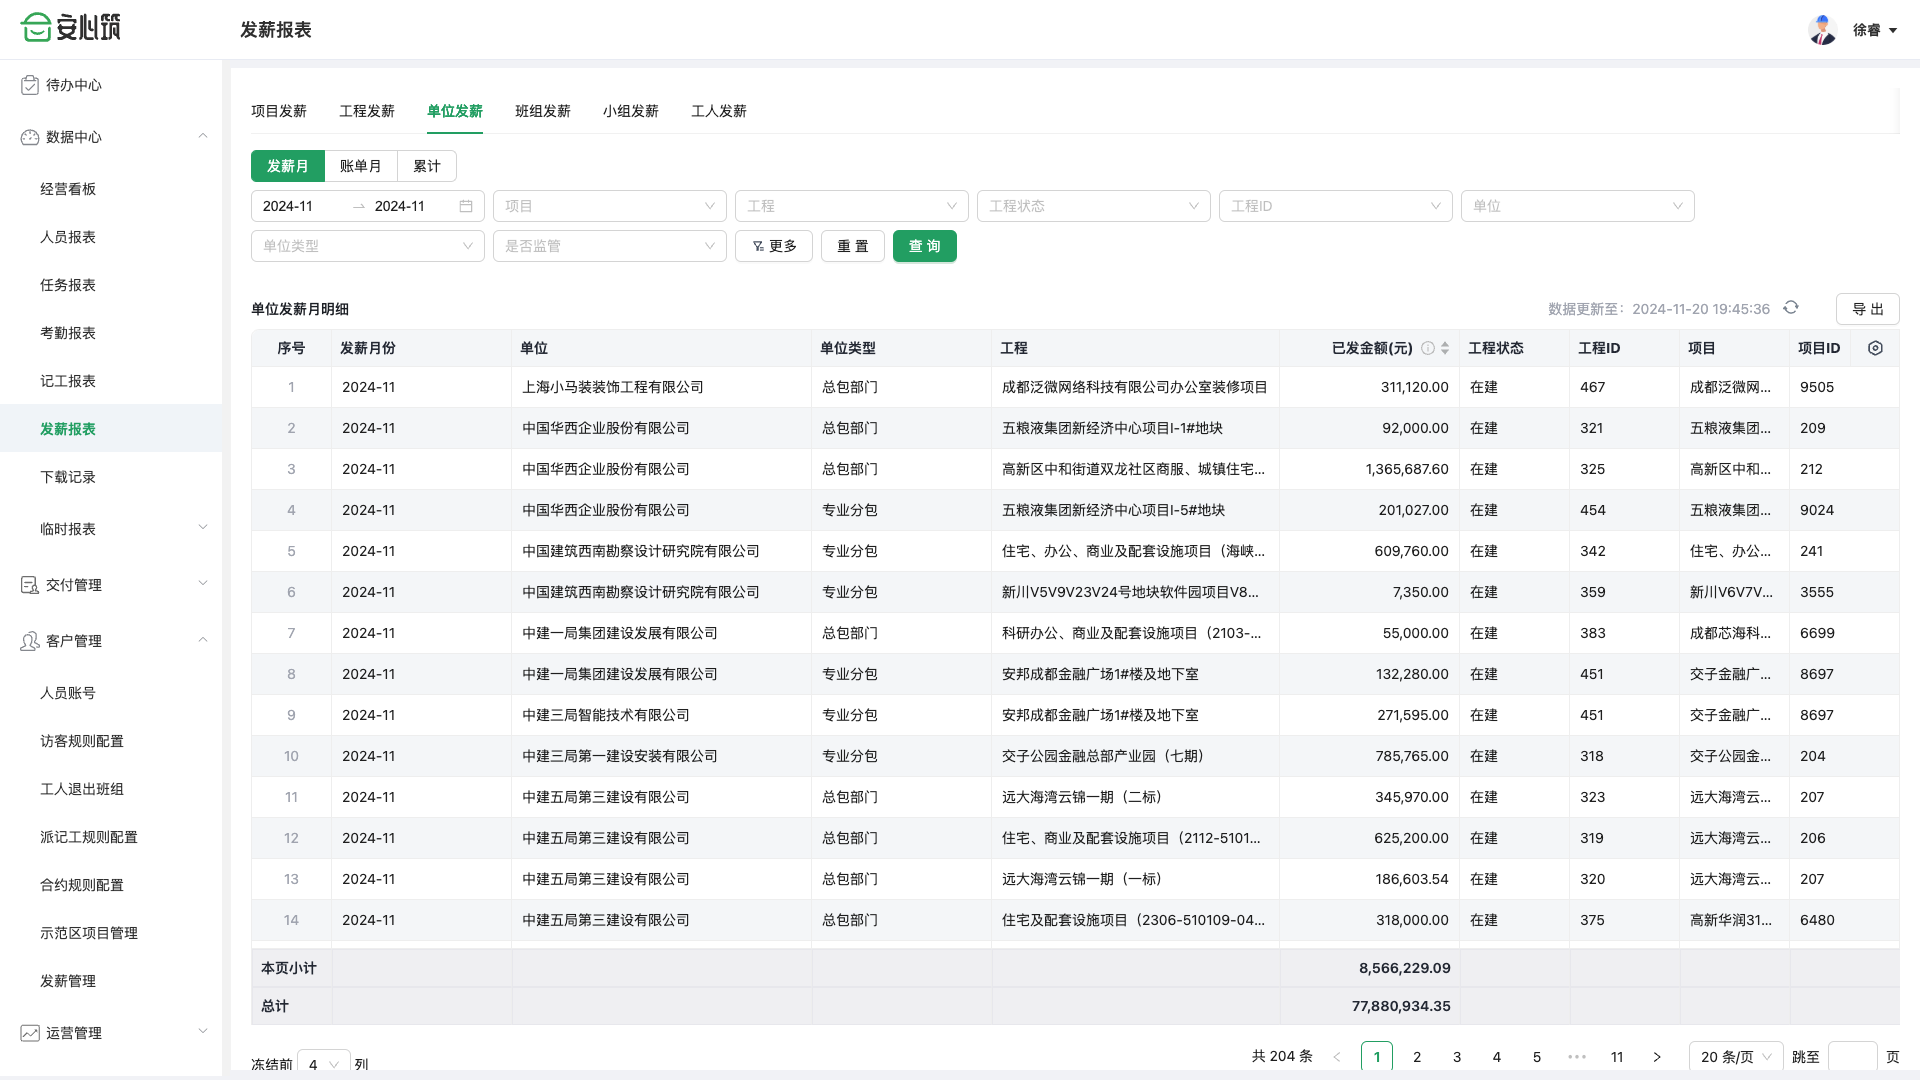 安心筑
发薪报表
徐睿
待办中心
数据中心
经营看板
人员报表
任务报表
考勤报表
记工报表
发薪报表
下载记录
临时报表
交付管理
客户管理
人员账号
访客规则配置
工人退出班组
派记工规则配置
合约规则配置
示范区项目管理
发薪管理
运营管理
项目发薪 工程发薪 单位发薪 班组发薪 小组发薪 工人发薪
发薪月 账单月 累计
2024-11 → 2024-11 项目 工程 工程状态 工程ID 单位
单位类型 是否监管 更多 重 置 查 询
单位发薪月明细 数据更新至：2024-11-20 19:45:36 导 出
序号 发薪月份 单位 单位类型 工程 已发金额(元) 工程状态 工程ID 项目 项目ID
1 2024-11 上海小马装装饰工程有限公司 总包部门 成都泛微网络科技有限公司办公室装修项目 311,120.00 在建 467 成都泛微网... 9505
2 2024-11 中国华西企业股份有限公司 总包部门 五粮液集团新经济中心项目I-1#地块 92,000.00 在建 321 五粮液集团... 209
3 2024-11 中国华西企业股份有限公司 总包部门 高新区中和街道双龙社区商服、城镇住宅... 1,365,687.60 在建 325 高新区中和... 212
4 2024-11 中国华西企业股份有限公司 专业分包 五粮液集团新经济中心项目I-5#地块 201,027.00 在建 454 五粮液集团... 9024
5 2024-11 中国建筑西南勘察设计研究院有限公司 专业分包 住宅、办公、商业及配套设施项目（海峡... 609,760.00 在建 342 住宅、办公... 241
6 2024-11 中国建筑西南勘察设计研究院有限公司 专业分包 新川V5V9V23V24号地块软件园项目V8... 7,350.00 在建 359 新川V6V7V... 3555
7 2024-11 中建一局集团建设发展有限公司 总包部门 科研办公、商业及配套设施项目（2103-... 55,000.00 在建 383 成都芯海科... 6699
8 2024-11 中建一局集团建设发展有限公司 专业分包 安邦成都金融广场1#楼及地下室 132,280.00 在建 451 交子金融广... 8697
9 2024-11 中建三局智能技术有限公司 专业分包 安邦成都金融广场1#楼及地下室 271,595.00 在建 451 交子金融广... 8697
10 2024-11 中建三局第一建设安装有限公司 专业分包 交子公园金融总部产业园（七期） 785,765.00 在建 318 交子公园金... 204
11 2024-11 中建五局第三建设有限公司 总包部门 远大海湾云锦一期（二标） 345,970.00 在建 323 远大海湾云... 207
12 2024-11 中建五局第三建设有限公司 总包部门 住宅、商业及配套设施项目（2112-5101... 625,200.00 在建 319 远大海湾云... 206
13 2024-11 中建五局第三建设有限公司 总包部门 远大海湾云锦一期（一标） 186,603.54 在建 320 远大海湾云... 207
14 2024-11 中建五局第三建设有限公司 总包部门 住宅及配套设施项目（2306-510109-04... 318,000.00 在建 375 高新华润31... 6480
本页小计 8,566,229.09
总计 77,880,934.35
冻结前 4 列 共 204 条 < 1 2 3 4 5 ••• 11 > 20 条/页 跳至 页